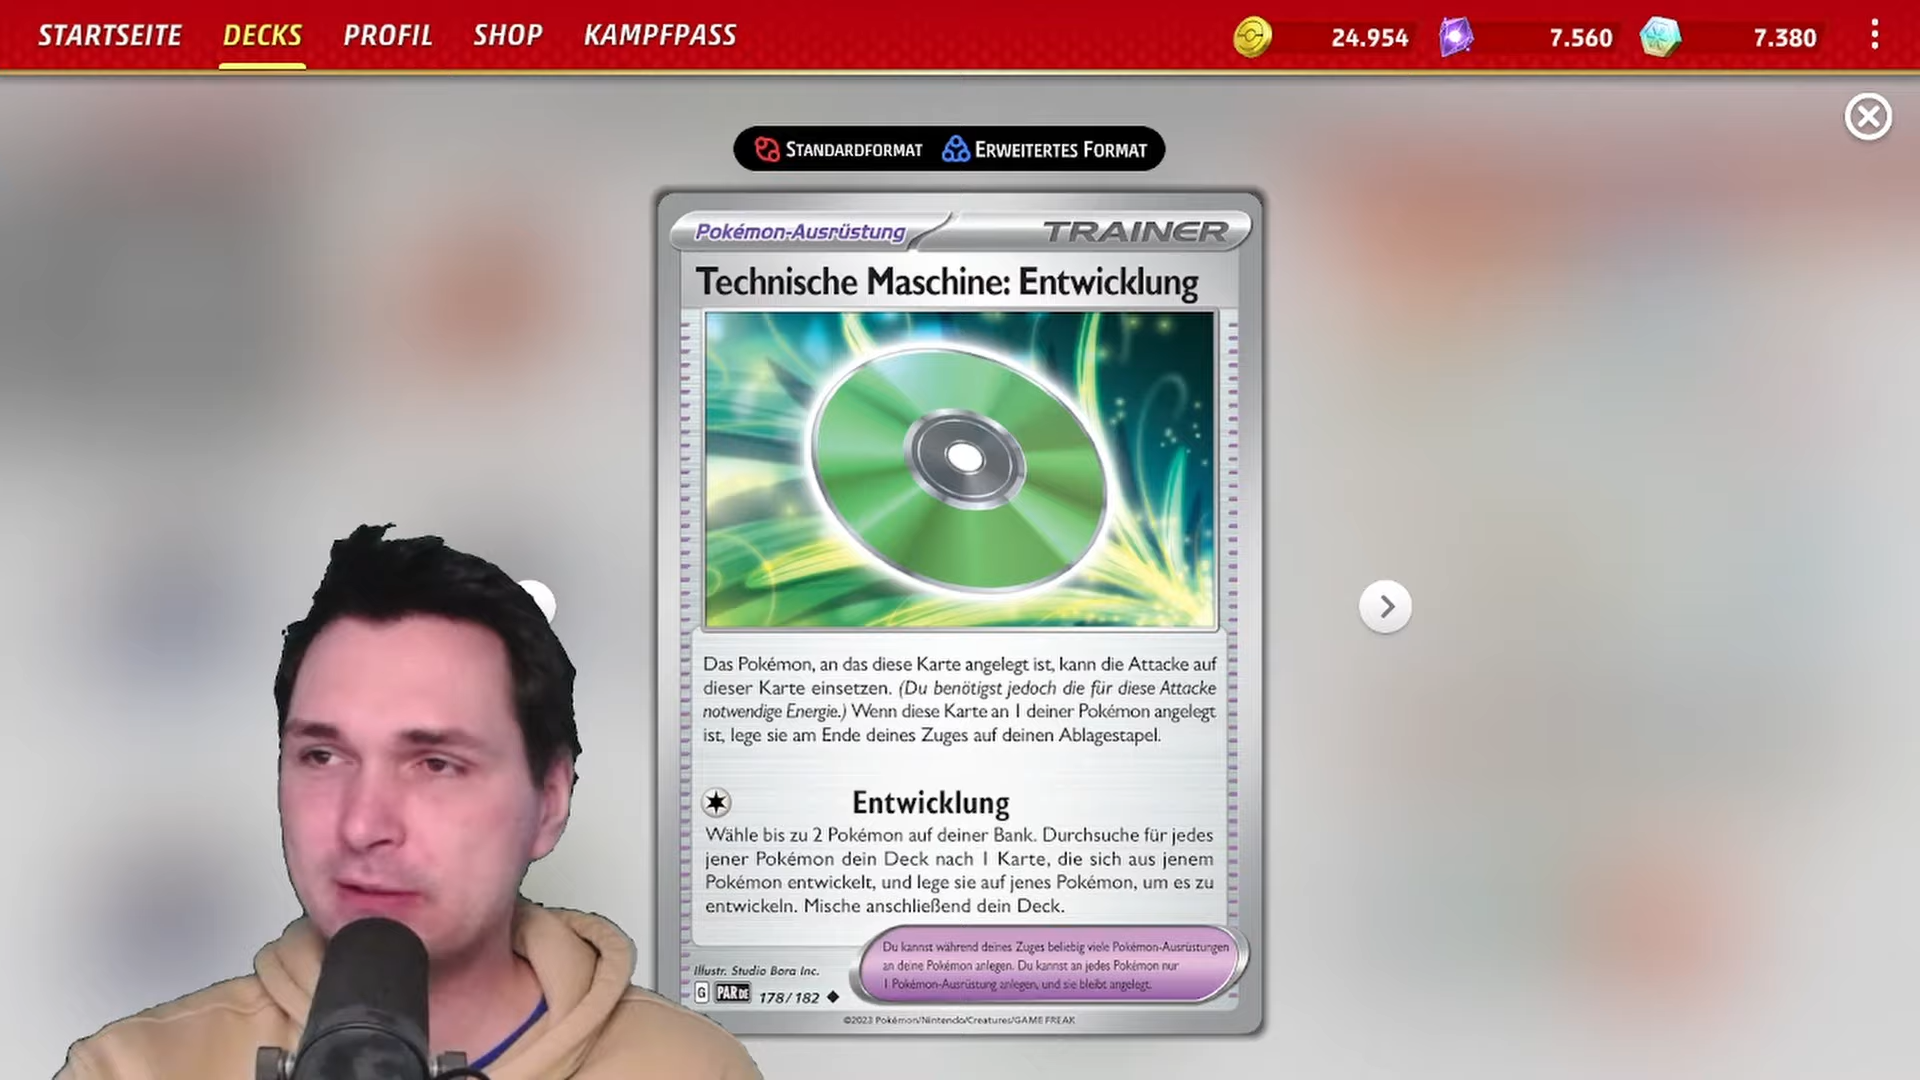 STARTSEITE DECKS PROFIL SHOP KAMPFPASS 24.954 7.560 7.380
STANDARDFORMAT ERWEITERTES FORMAT
Pokémon-Ausrüstung TRAINER
Technische Maschine: Entwicklung
Das Pokémon, an das diese Karte angelegt ist, kann die Attacke auf
dieser Karte einsetzen. (Du benötigst jedoch die für diese Attacke
notwendige Energie.) Wenn diese Karte an 1 deiner Pokémon angelegt
ist, lege sie am Ende deines Zuges auf deinen Ablagestapel.
Entwicklung
Wähle bis zu 2 Pokémon auf deiner Bank. Durchsuche für jedes
jener Pokémon dein Deck nach 1 Karte, die sich aus jenem
Pokémon entwickelt, und lege sie auf jenes Pokémon, um es zu
entwickeln. Mische anschließend dein Deck.
Du kannst während deines Zuges beliebig viele Pokémon-Ausrüstungen
an deine Pokémon anlegen. Du kannst an jedes Pokémon nur
1 Pokémon-Ausrüstung anlegen, und sie bleibt angelegt.
Illustr. Studio Bora Inc.
G PAR DE 178/182
©2023 Pokémon/Nintendo/Creatures/GAME FREAK